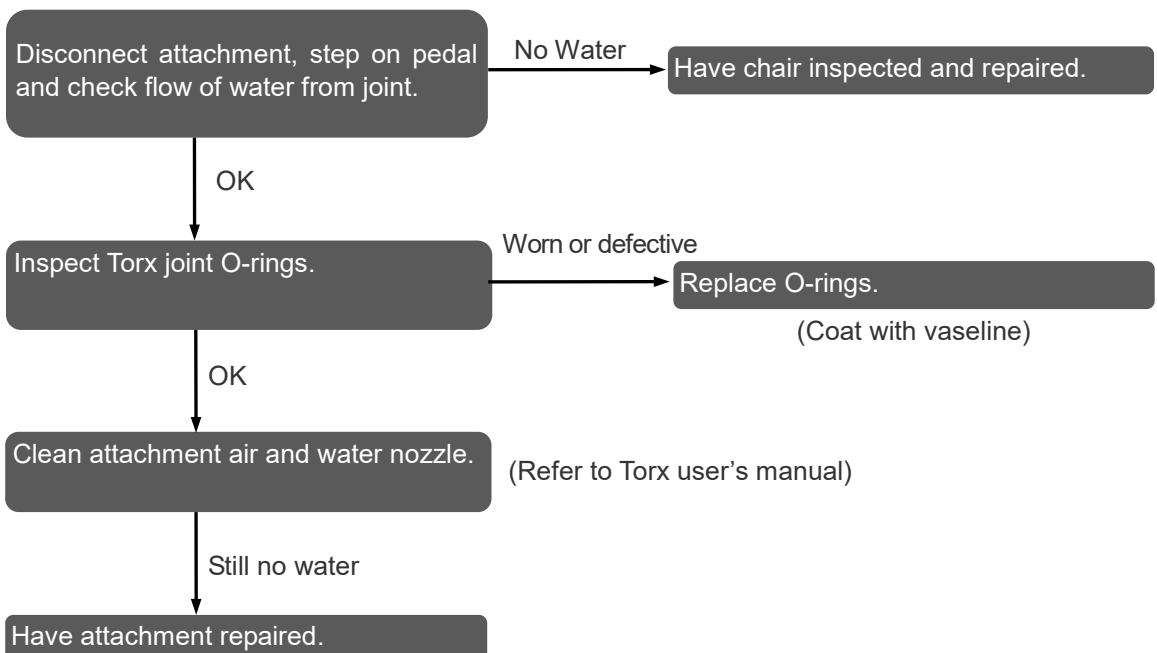 Disconnect attachment, step on pedal
and check flow of water from joint.
No Water
Have chair inspected and repaired.
OK
Inspect Torx joint O-rings.
Worn or defective
Replace O-rings.
(Coat with vaseline)
OK
Clean attachment air and water nozzle.
(Refer to Torx user’s manual)
Still no water
Have attachment repaired.